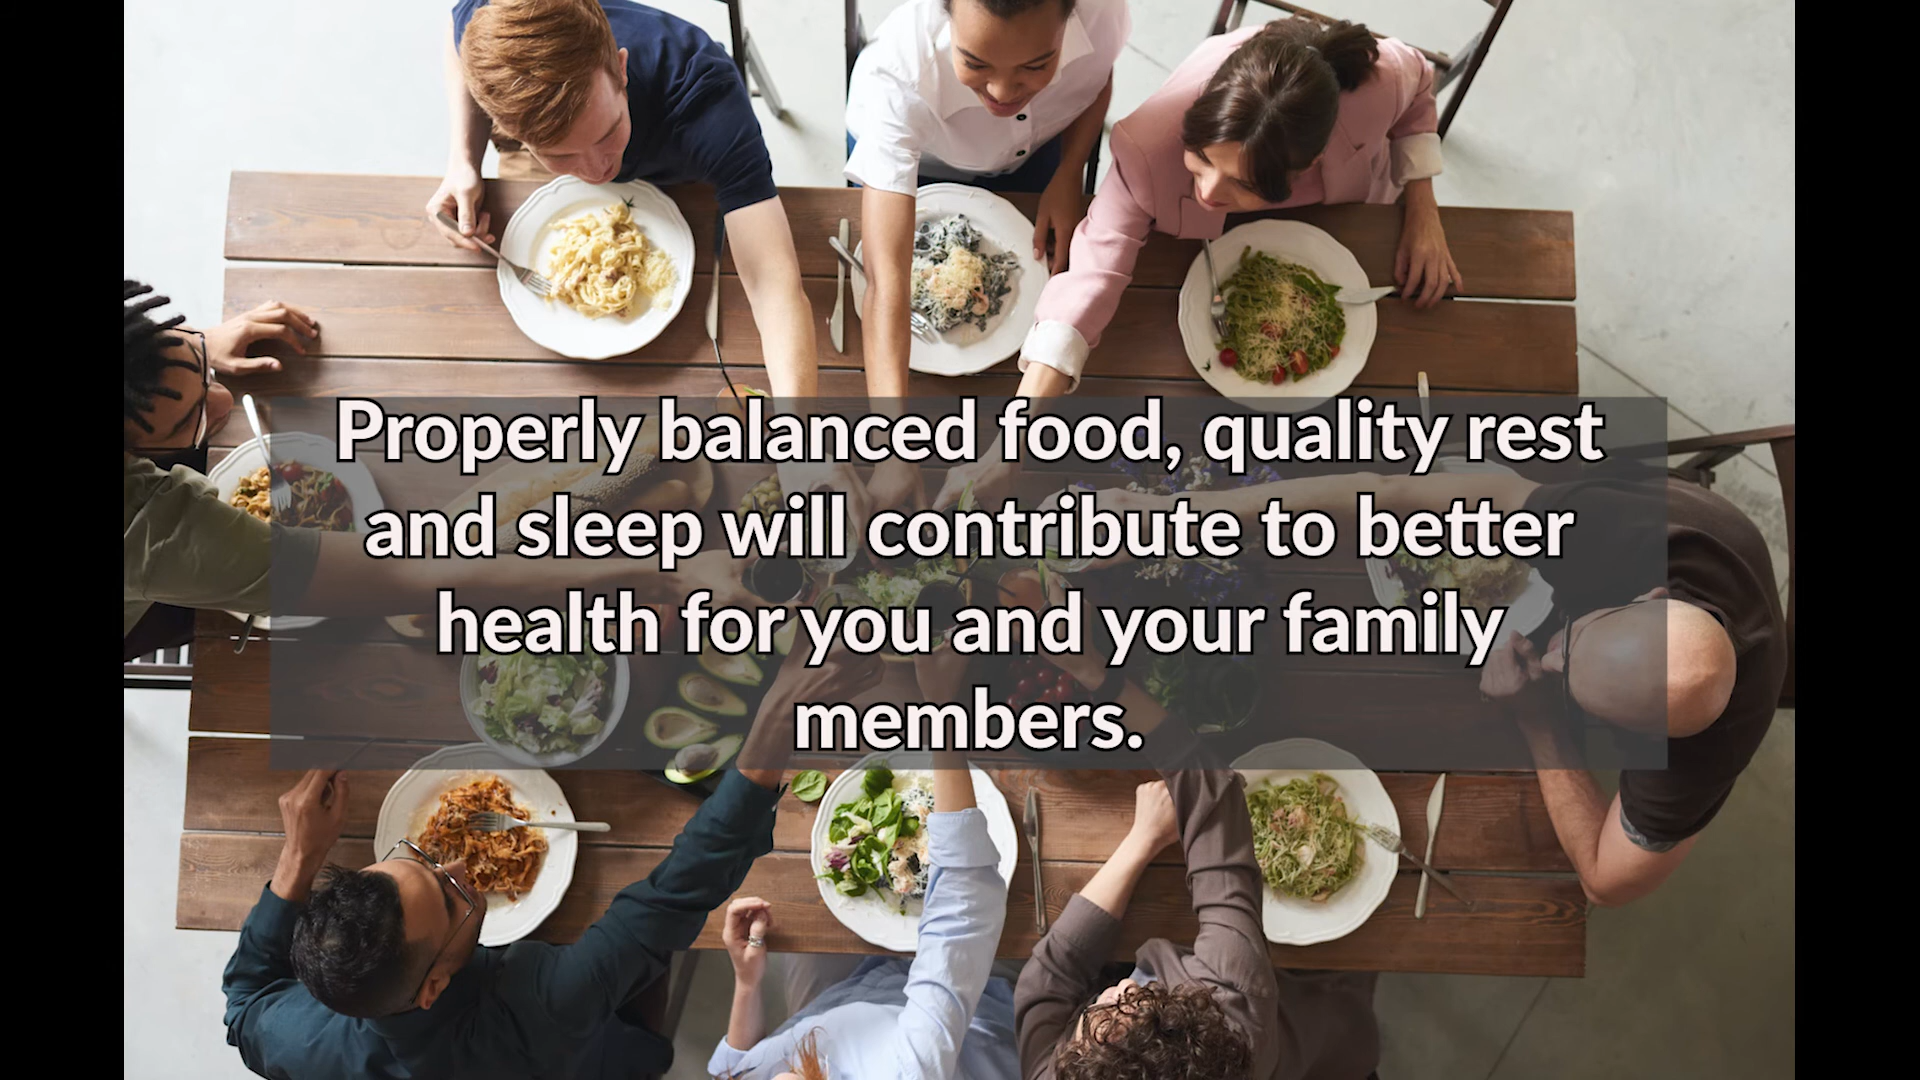 Properly balanced food, quality rest
and sleep will contribute to better
health for you and your family
members.